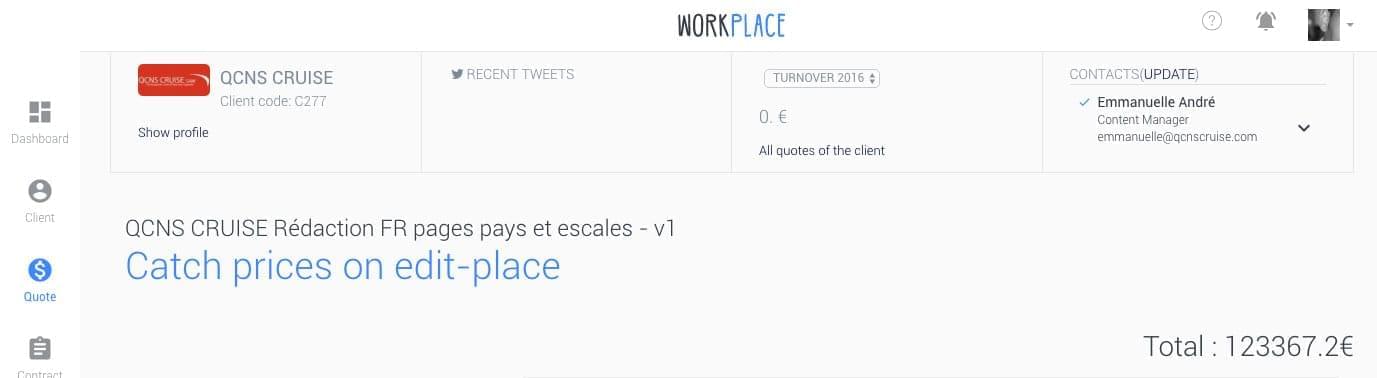 WORKPLACE
?
QCNS CRUISE
QCNS CRUISE
Client code: C277
Show profile
RECENT TWEETS
TURNOVER 2016
0. €
All quotes of the client
CONTACTS(UPDATE)
Emmanuelle André
Content Manager
emmanuelle@qcnscruise.com
Dashboard
Client
$
Quote
Contract
QCNS CRUISE Rédaction FR pages pays et escales - v1
Catch prices on edit-place
Total : 123367.2€